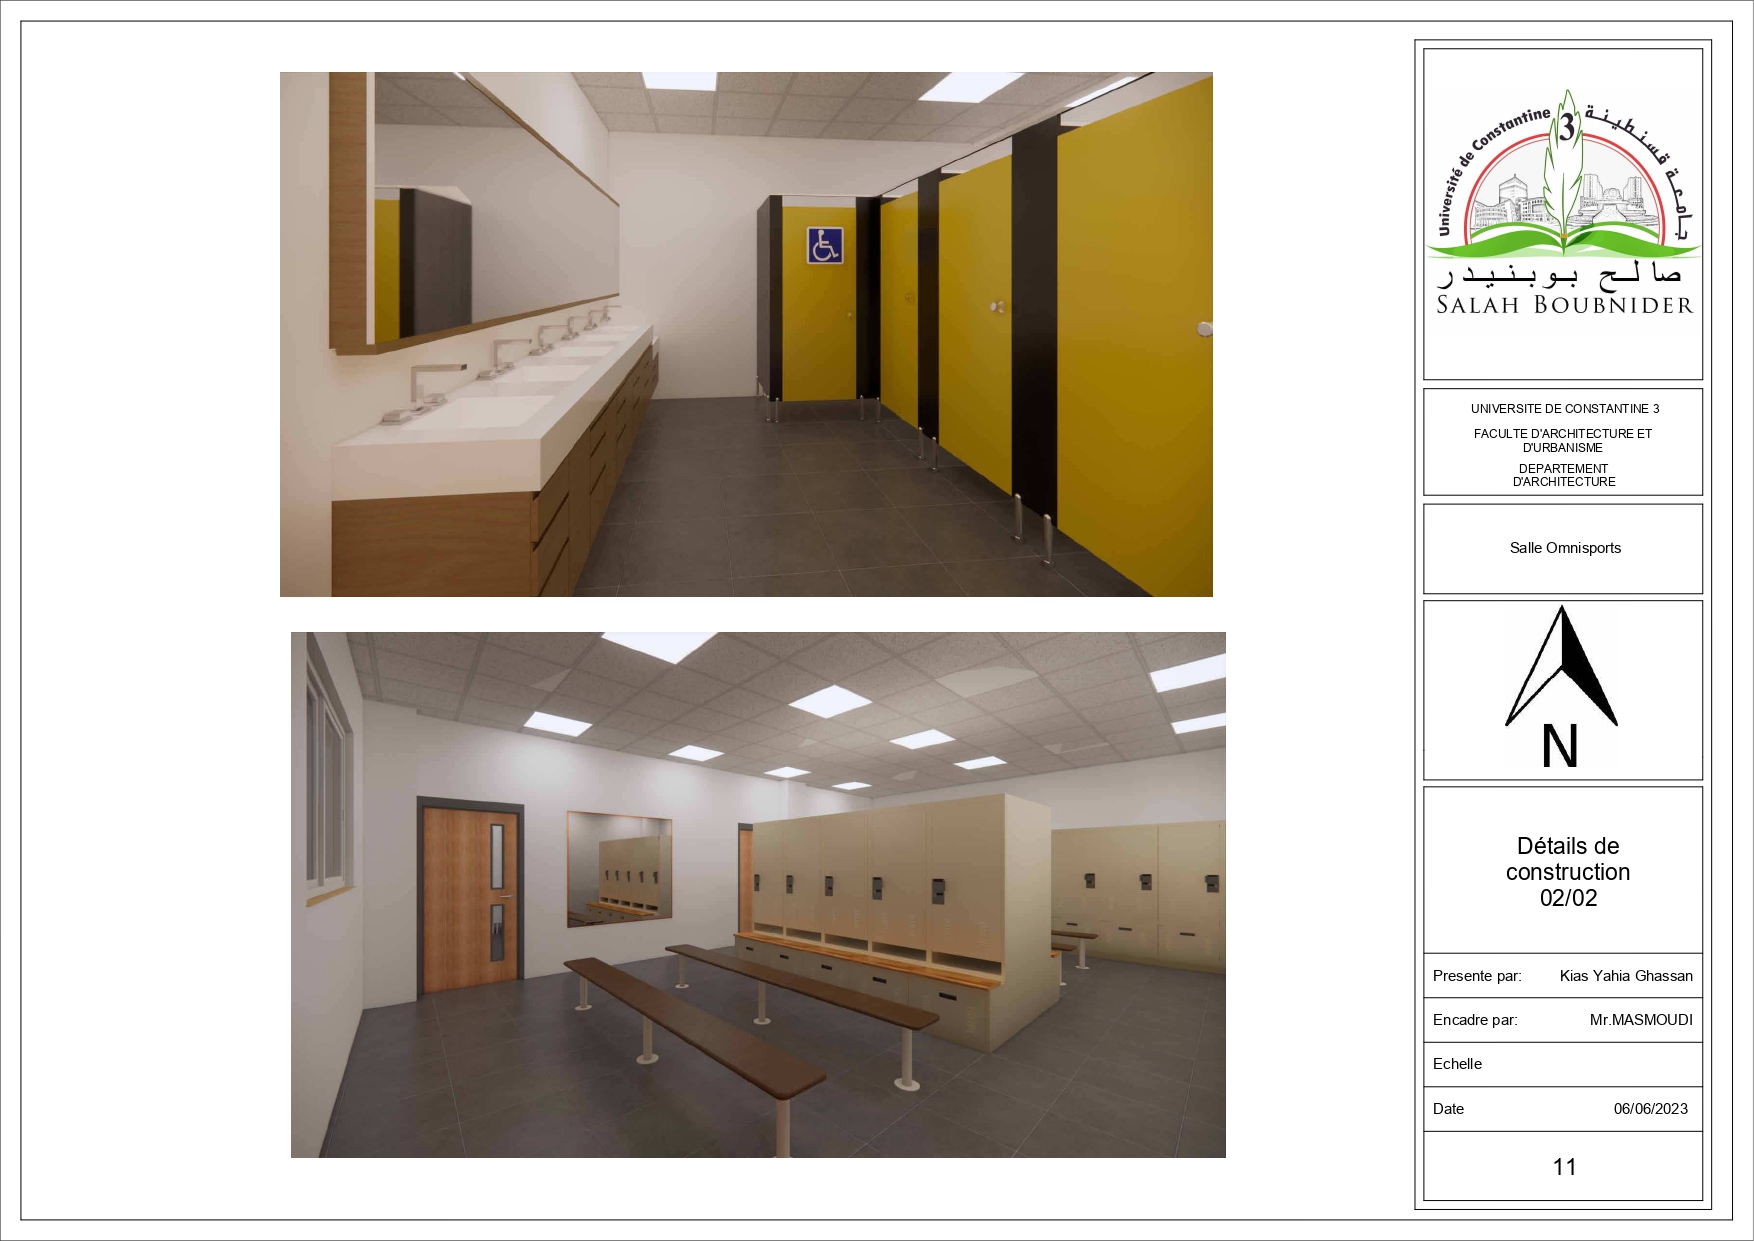 Université de Constantine 3 جامعة قسنطينة
صالح بوبنيدر
SALAH BOUBNIDER
UNIVERSITE DE CONSTANTINE 3
FACULTE D'ARCHITECTURE ET
D'URBANISME
DEPARTEMENT
D'ARCHITECTURE
Salle Omnisports
N
Détails de
construction
02/02
Presente par: Kias Yahia Ghassan
Encadre par: Mr.MASMOUDI
Echelle
Date 06/06/2023
11